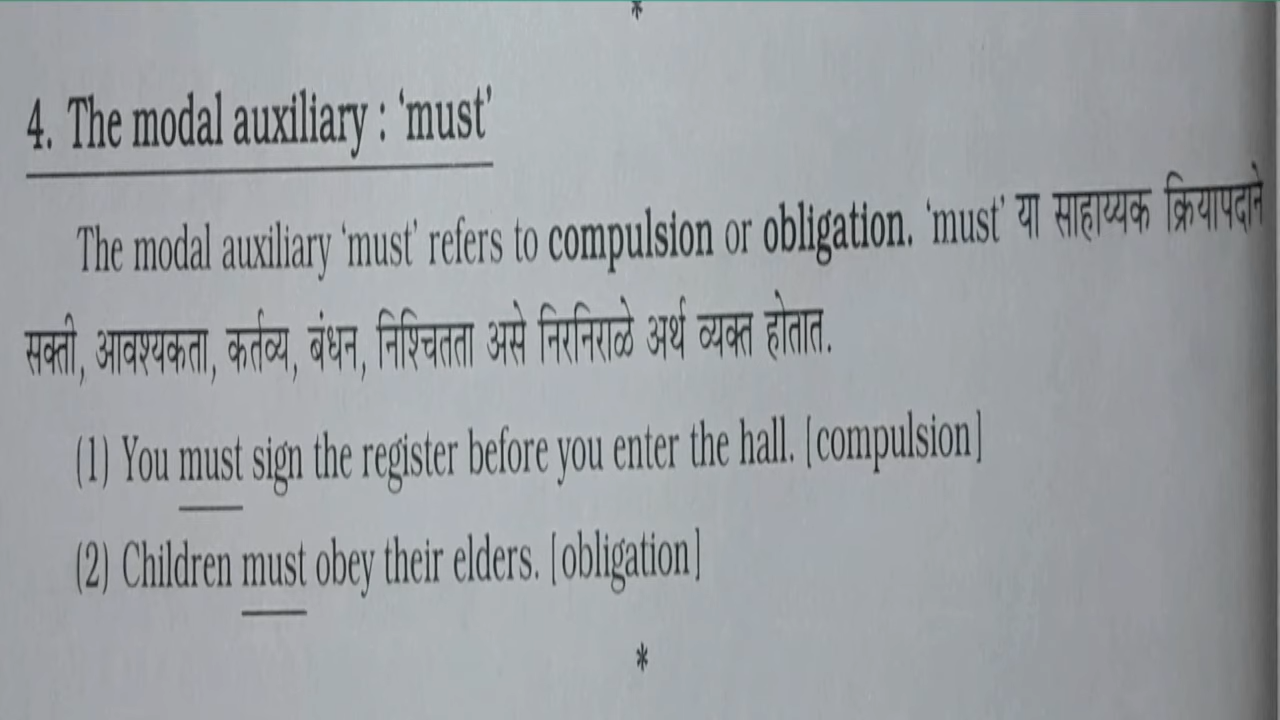 *
4. The modal auxiliary : ‘must’
The modal auxiliary ‘must’ refers to compulsion or obligation. ‘must’ या साहाय्यक क्रियापदाने
सक्ती, आवश्यकता, कर्तव्य, बंधन, निश्चितता असे निरनिराळे अर्थ व्यक्त होतात.
(1) You must sign the register before you enter the hall. [compulsion]
(2) Children must obey their elders. [obligation]
*